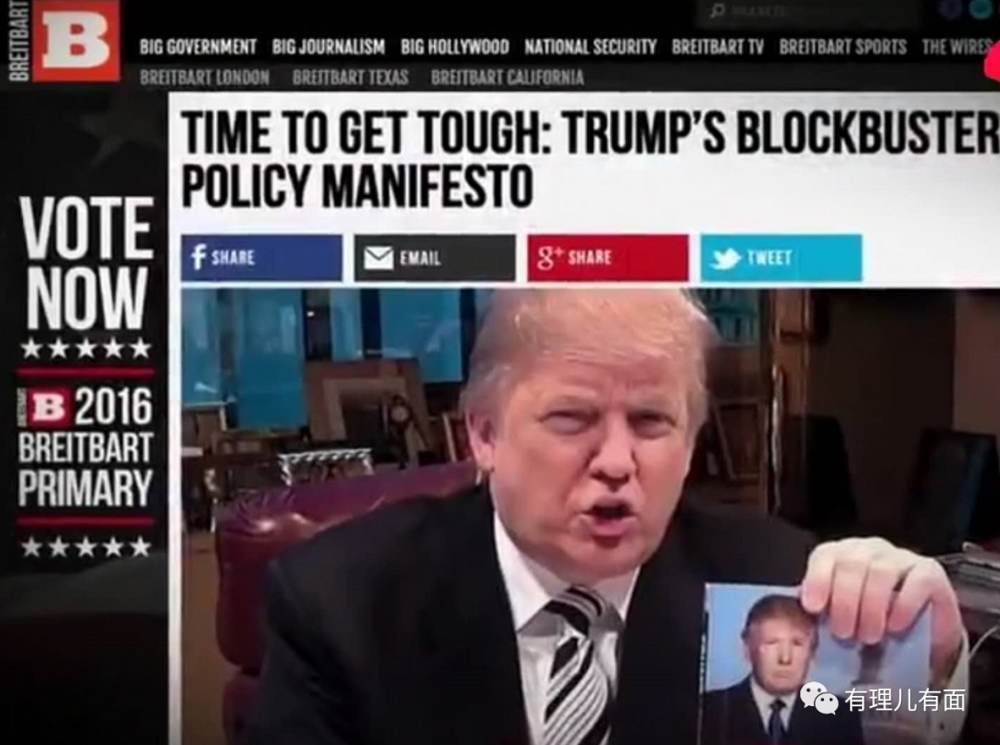 BREITBART
B
BIG GOVERNMENT BIG JOURNALISM BIG HOLLYWOOD NATIONAL SECURITY BREITBART TV BREITBART SPORTS THE WIRES
BREITBART LONDON BREITBART TEXAS BREITBART CALIFORNIA
TIME TO GET TOUGH: TRUMP'S BLOCKBUSTER
POLICY MANIFESTO
f SHARE
EMAIL
g+ SHARE
TWEET
VOTE
NOW
B 2016
BREITBART
PRIMARY
有理儿有面